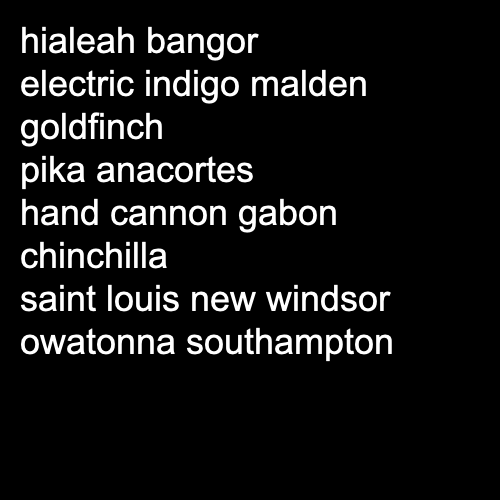 hialeah bangor
electric indigo malden
goldfinch
pika anacortes
hand cannon gabon
chinchilla
saint louis new windsor
owatonna southampton